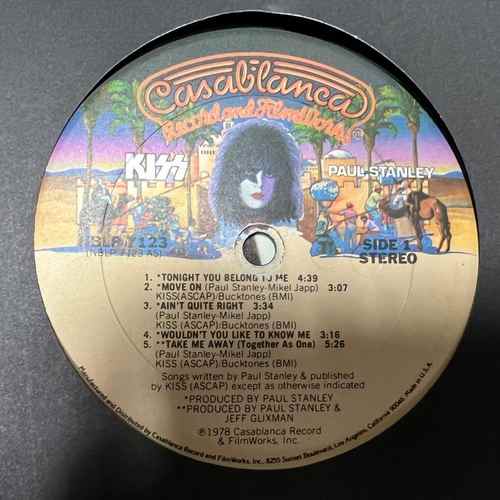 Casablanca
Record and FilmWorks
KISS
PAUL STANLEY
NBLP 7123
(NBLP 7123 AS)
SIDE 1
STEREO
1. *TONIGHT YOU BELONG TO ME 4:39
2. *MOVE ON (Paul Stanley-Mikel Japp) 3:07
KISS(ASCAP)/Bucktones (BMI)
3. *AIN'T QUITE RIGHT 3:34
(Paul Stanley-Mikel Japp)
KISS (ASCAP)/Bucktones (BMI)
4. *WOULDN'T YOU LIKE TO KNOW ME 3:16
5. **TAKE ME AWAY (Together As One) 5:26
(Paul Stanley-Mikel Japp)
KISS (ASCAP)/Bucktones (BMI)
Songs written by Paul Stanley & published
by KISS (ASCAP) except as otherwise indicated
*PRODUCED BY PAUL STANLEY
**PRODUCED BY PAUL STANLEY &
JEFF GLIXMAN
℗1978 Casablanca Record
& FilmWorks, Inc.
Manufactured and Distributed by Casablanca Record and FilmWorks, Inc., 8255 Sunset Boulevard, Los Angeles, California 90046 Made in U.S.A.